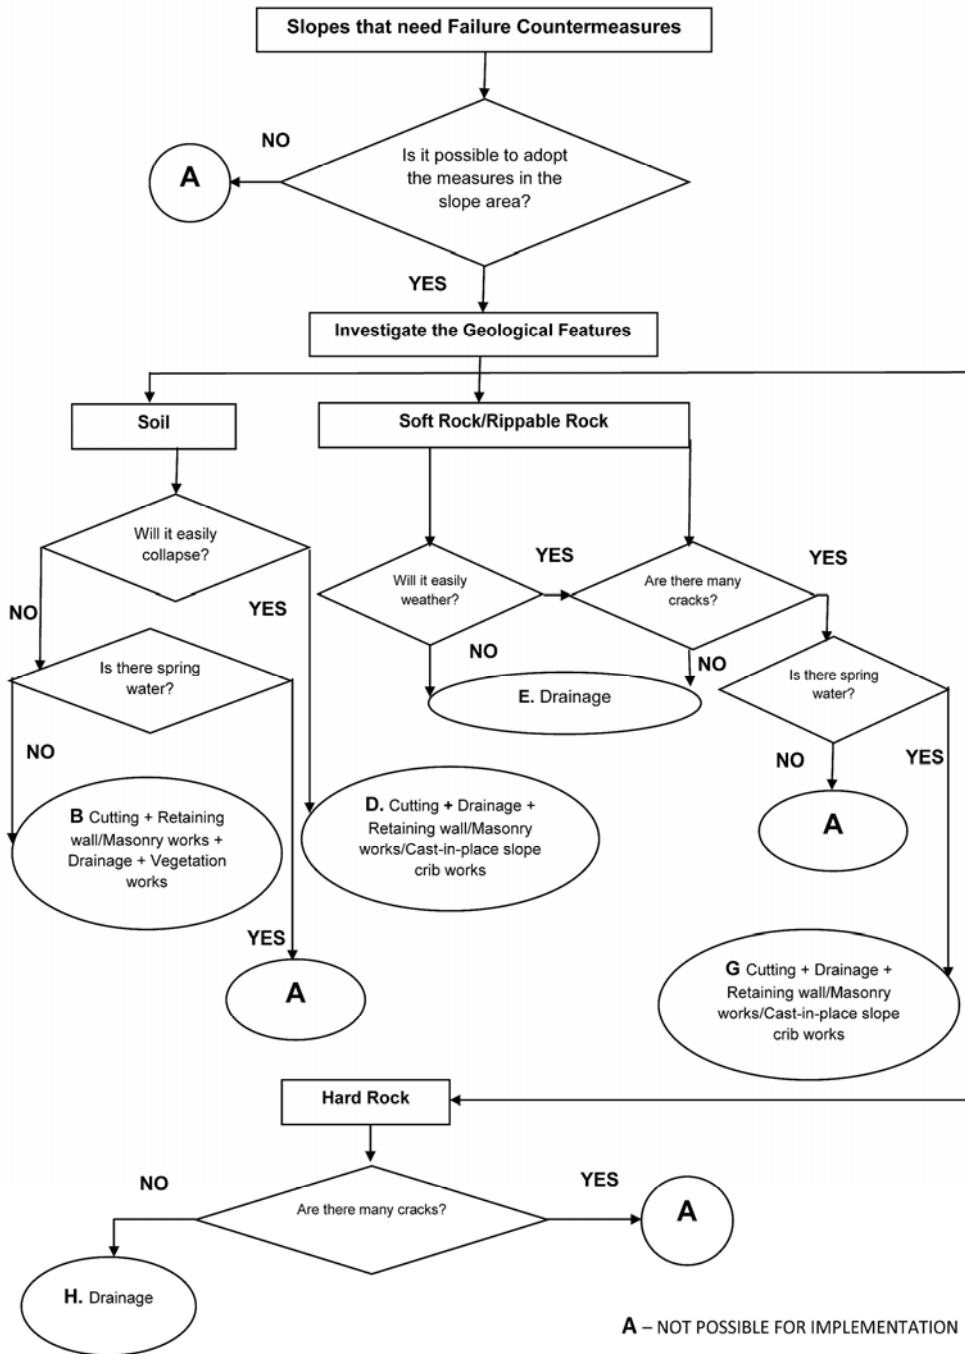 Slopes that need Failure Countermeasures
NO
Is it possible to adopt
the measures in the
slope area?
A
YES
Investigate the Geological Features
Soil
Soft Rock/Rippable Rock
Will it easily
collapse?
NO
YES
Will it easily
weather?
YES
NO
Are there many
cracks?
YES
NO
Is there spring
water?
NO
YES
Is there spring
water?
NO
YES
E. Drainage
B Cutting + Retaining
wall/Masonry works +
Drainage + Vegetation
works
D. Cutting + Drainage +
Retaining wall/Masonry
works/Cast-in-place slope
crib works
A
A
G Cutting + Drainage +
Retaining wall/Masonry
works/Cast-in-place slope
crib works
Hard Rock
NO
YES
Are there many cracks?
A
H. Drainage
A – NOT POSSIBLE FOR IMPLEMENTATION